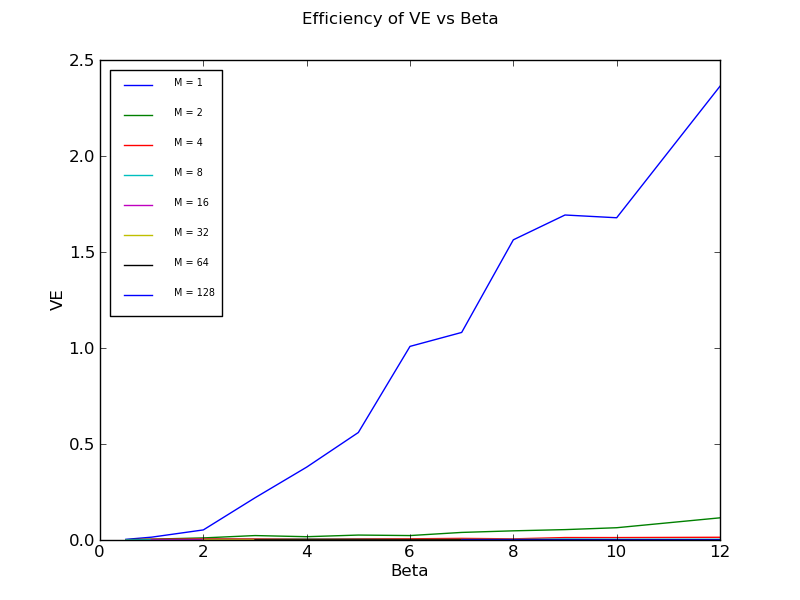 Efficiency of VE vs Beta
2.5
2.0
1.5
1.0
0.5
0.0
VE
M = 1
M = 2
M = 4
M = 8
M = 16
M = 32
M = 64
M = 128
0 2 4 6 8 10 12
Beta